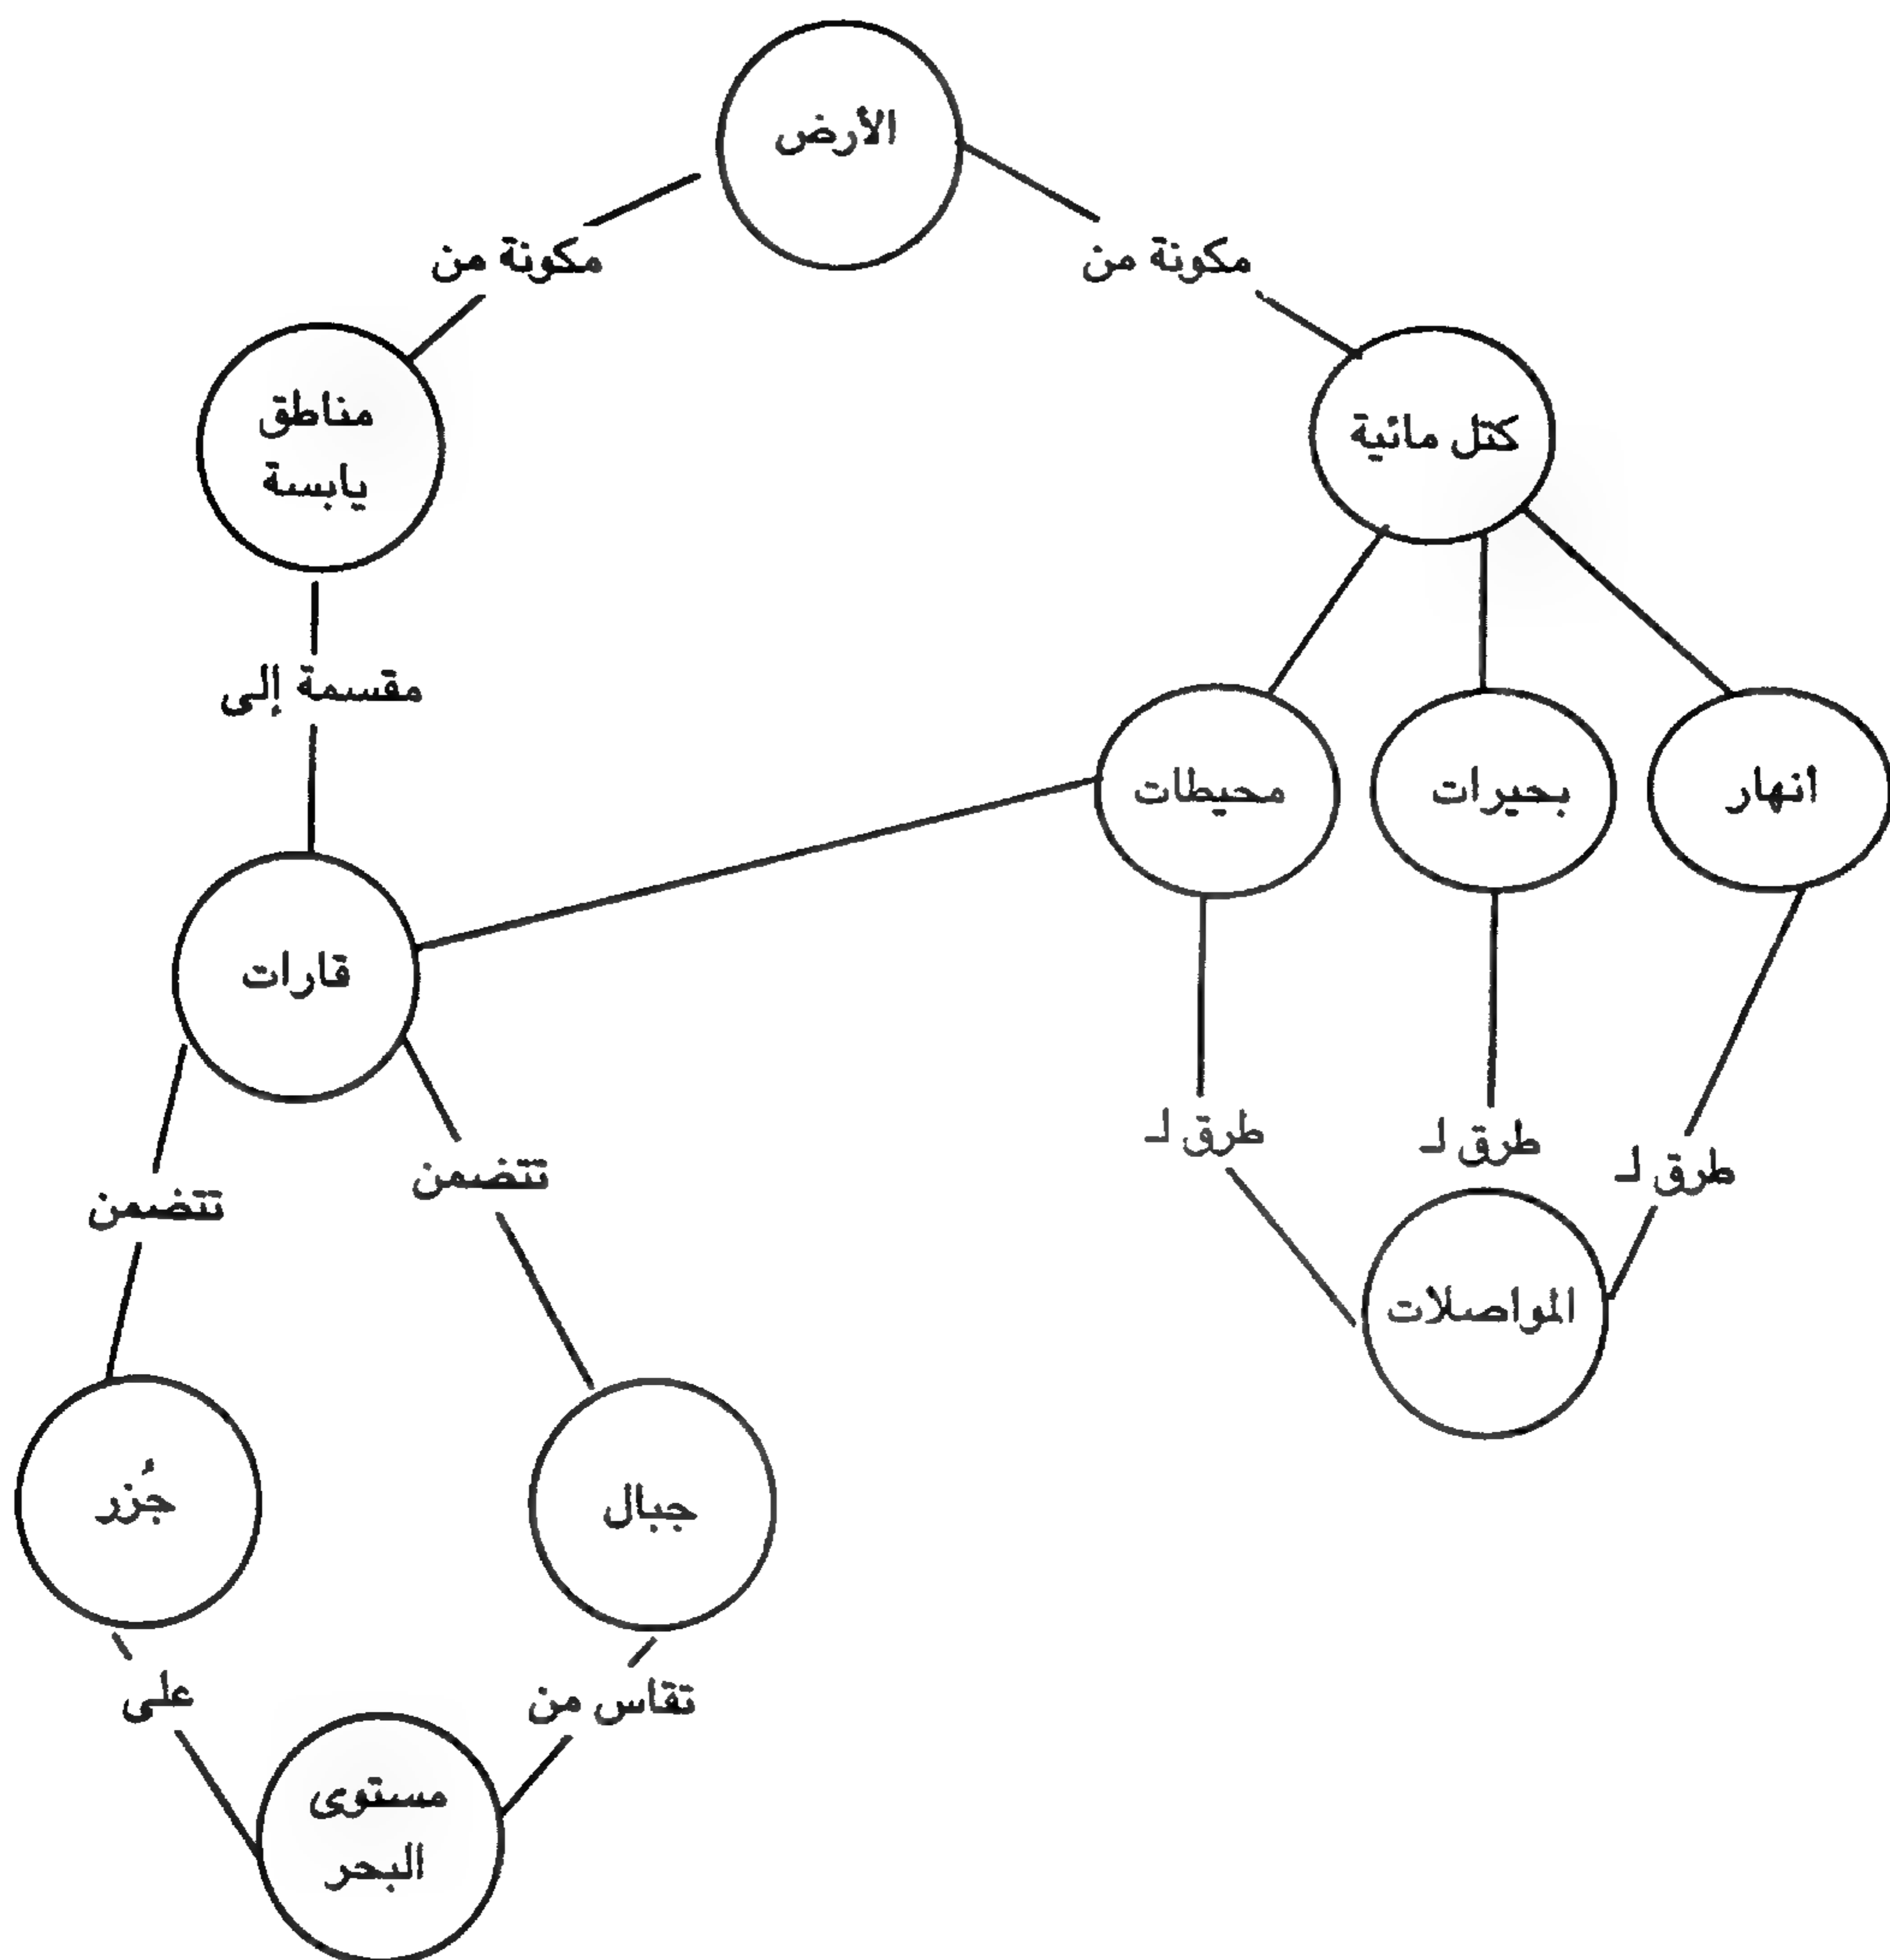 الأرض
مكونة من
مكونة من
كتل مائية
مناطق
يابسة
مقسمة إلى
انهار
بحيرات
محيطات
قارات
طرق لـ
طرق لـ
طرق لـ
المواصلات
تتضمن
تتضمن
جبال
جُزر
تقاس من
على
مستوى
البحر